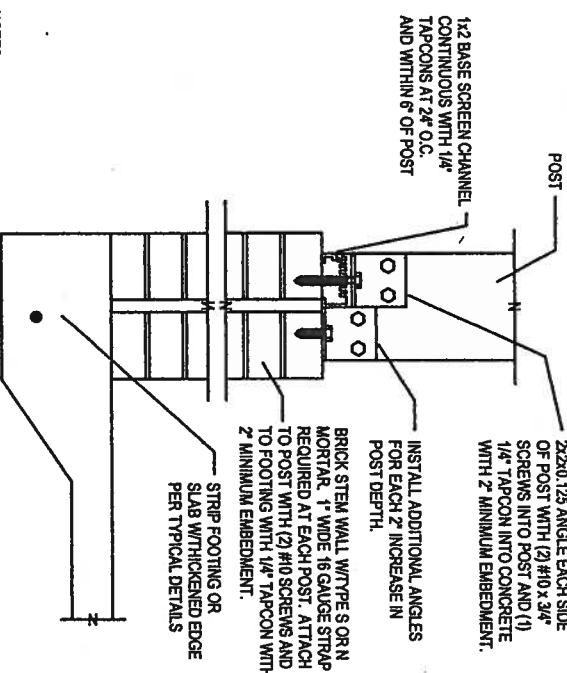 POST
1x2 BASE SCREEN CHANNEL
CONTINUOUS WITH 1/4"
TAPCONS AT 24" O.C.
AND WITHIN 6" OF POST
2x2x0.125 ANGLE EACH SIDE
OF POST WITH (2) #10 x 3/4"
SCREWS INTO POST AND (1)
1/4" TAPCON INTO CONCRETE
WITH 2" MINIMUM EMBEDMENT.
INSTALL ADDITIONAL ANGLES
FOR EACH 2" INCREASE IN
POST DEPTH.
BRICK STEM WALL W/TYPE S OR N
MORTAR. 1" WIDE 16 GAUGE STRAP
REQUIRED AT EACH POST. ATTACH
TO POST WITH (2) #10 SCREWS AND
TO FOOTING WITH 1/4" TAPCON WITH
2" MINIMUM EMBEDMENT.
STRIP FOOTING OR
SLAB W/THICKENED EDGE
PER TYPICAL DETAILS